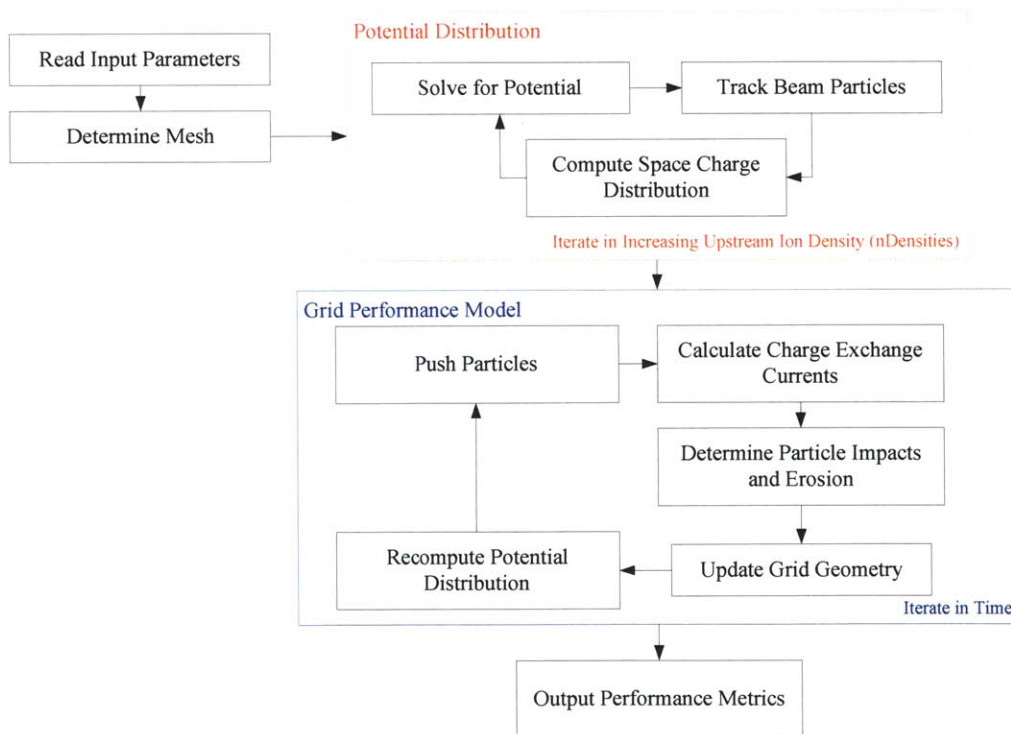 Read Input Parameters
Determine Mesh
Potential Distribution
Solve for Potential
Track Beam Particles
Compute Space Charge
Distribution
Iterate in Increasing Upstream Ion Density (nDensities)
Grid Performance Model
Push Particles
Calculate Charge Exchange
Currents
Determine Particle Impacts
and Erosion
Update Grid Geometry
Recompute Potential
Distribution
Iterate in Time
Output Performance Metrics